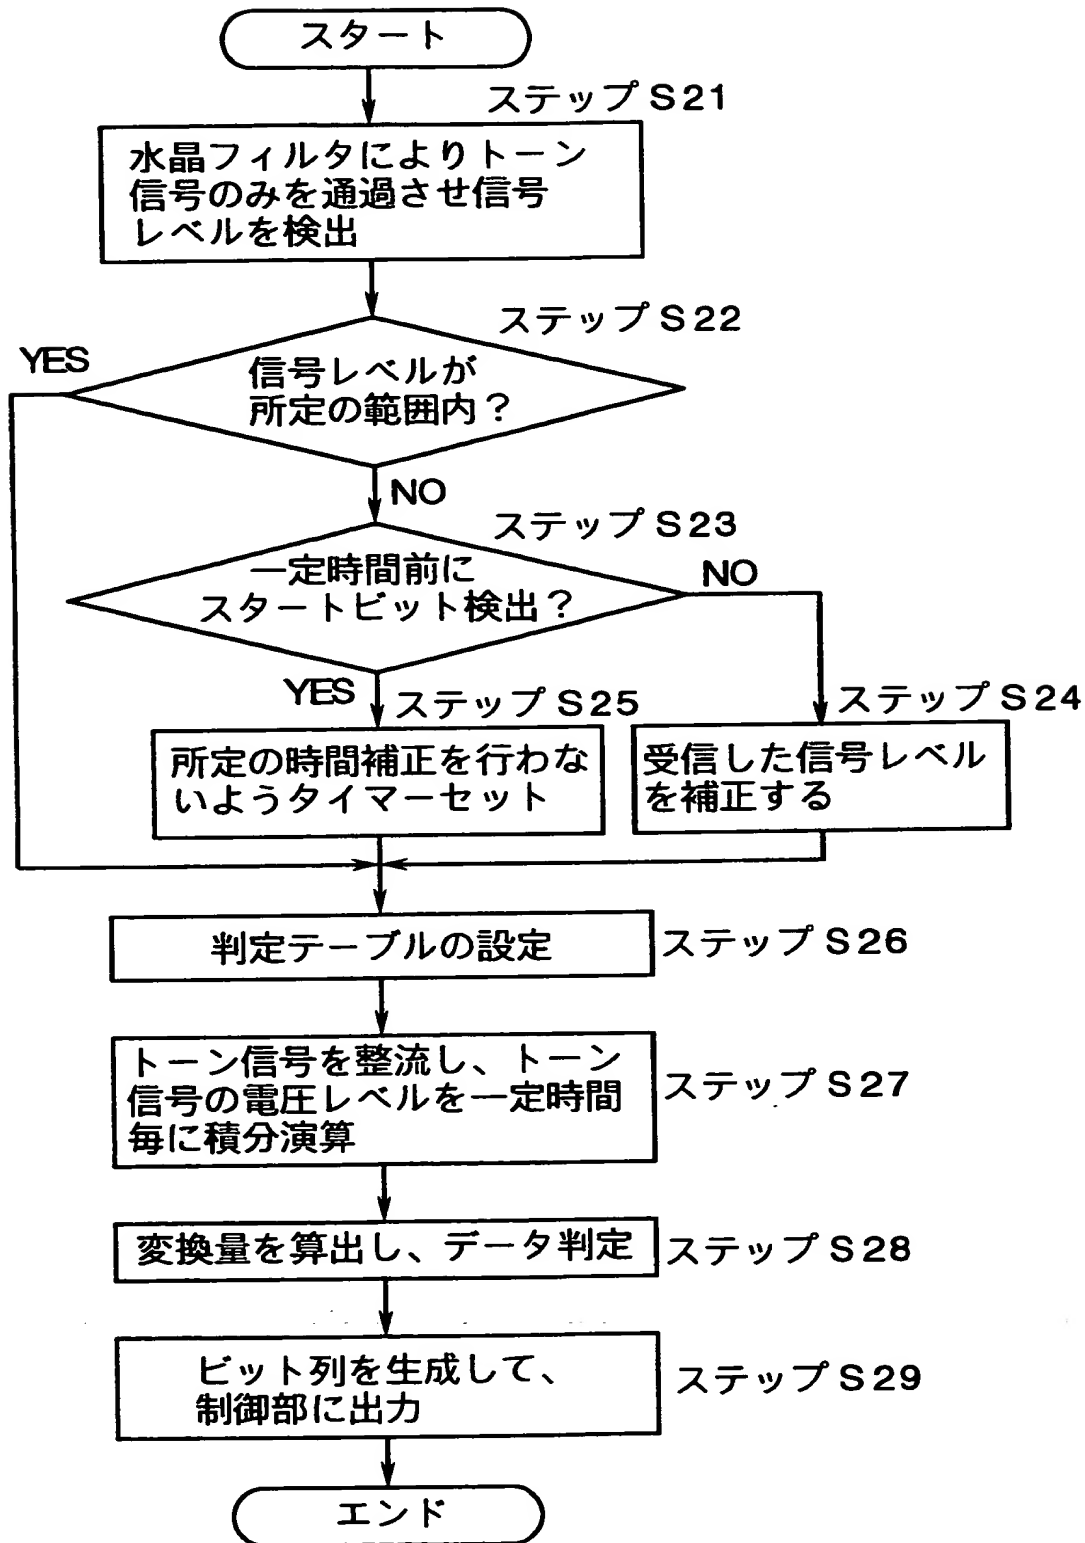 スタート
ステップ S21
水晶フィルタによりトーン
信号のみを通過させ信号
レベルを検出
ステップ S22
YES
信号レベルが
所定の範囲内？
NO
ステップ S23
一定時間前に
スタートビット検出？
NO
YES
ステップ S25
ステップ S24
所定の時間補正を行わな
いようタイマーセット
受信した信号レベル
を補正する
判定テーブルの設定
ステップ S26
トーン信号を整流し、トーン
信号の電圧レベルを一定時間
毎に積分演算
ステップ S27
変換量を算出し、データ判定
ステップ S28
ビット列を生成して、
制御部に出力
ステップ S29
エンド